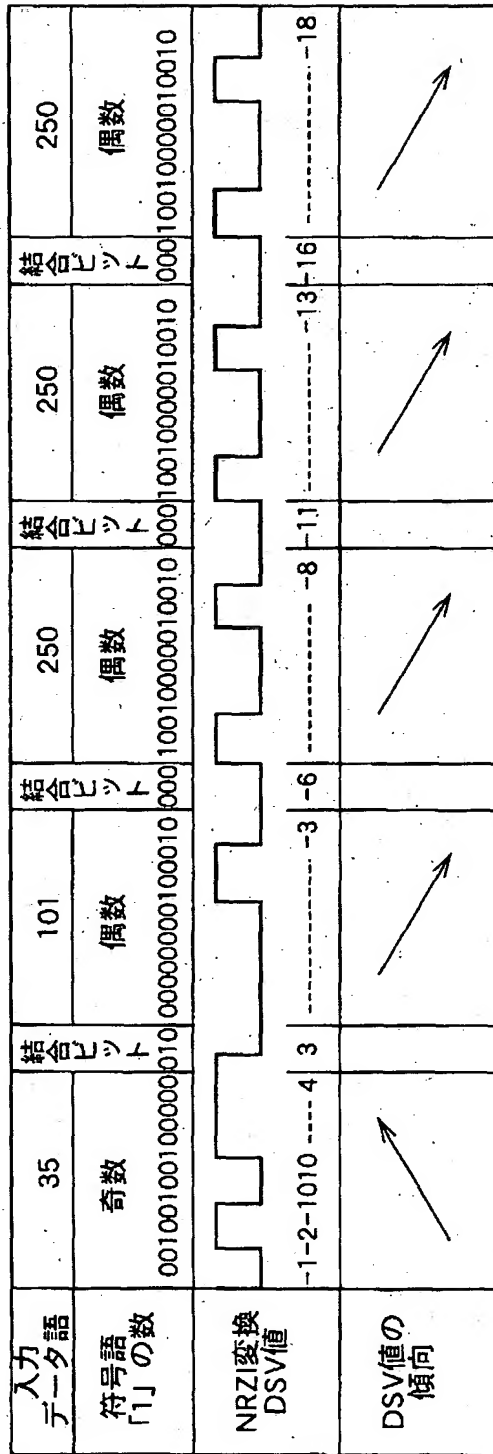 入力
データ語
35
結合ビット
101
結合ビット
250
結合ビット
250
結合ビット
250
符号語
「1」の数
奇数
偶数
偶数
偶数
偶数
00100100100000 010 00000000100010 000 10010000010010 000 10010000010010 000 10010000010010
NRZI変換
DSV値
-1-2-1010 ---- 4 3 ------------ -3 -6 ------------ -8 -11 ------------ -13 -16 ------------ -18
DSV値の
傾向